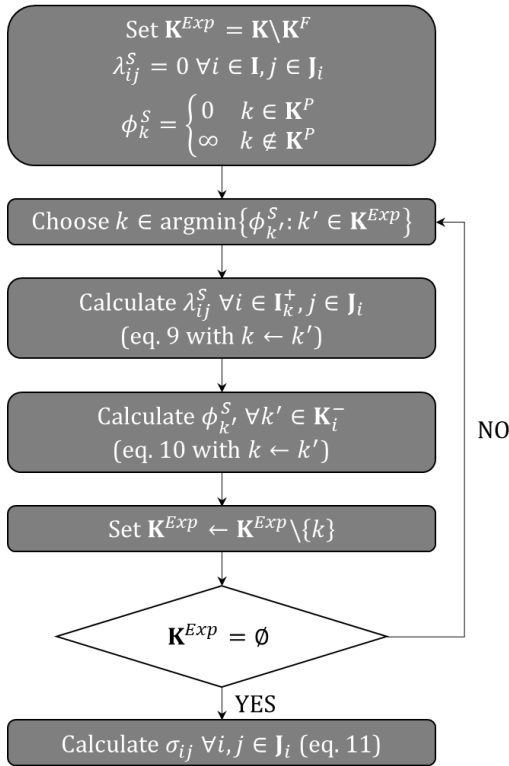 Set K^{Exp} = K\K^F
λ^S_{ij} = 0 ∀i ∈ I, j ∈ J_i
ϕ^S_k = { 0 k ∈ K^P
∞ k ∉ K^P
Choose k ∈ argmin{ϕ^S_{k′}: k′ ∈ K^{Exp}}
Calculate λ^S_{ij} ∀i ∈ I^+_k, j ∈ J_i
(eq. 9 with k ← k′)
Calculate ϕ^S_{k′} ∀k′ ∈ K^−_i
(eq. 10 with k ← k′)
NO
Set K^{Exp} ← K^{Exp}\{k}
K^{Exp} = ∅
YES
Calculate σ_{ij} ∀i, j ∈ J_i (eq. 11)